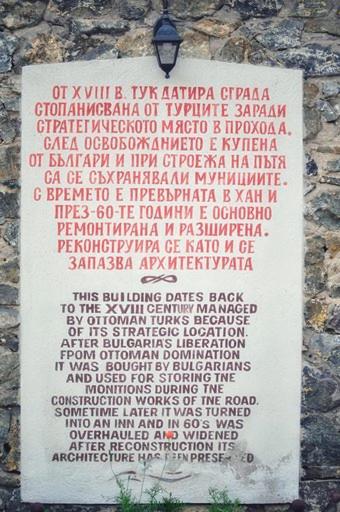 ОТ XVIII В. ТУК ДАТИРА СГРАДА
СТОПАНИСВАНА ОТ ТУРЦИТЕ ЗАРАДИ
СТРАТЕГИЧЕСКОТО МЯСТО В ПРОХОДА.
СЛЕД ОСВОБОЖДНИЕТО Е КУПЕНА
ОТ БЪЛГАРИ И ПРИ СТРОЕЖА НА ПЪТЯ
СА СЕ СЪХРАНЯВАЛИ МУНИЦИИТЕ.
С ВРЕМЕТО Е ПРЕВЪРНАТА В ХАН И
ПРЕЗ-60-ТЕ ГОДИНИ Е ОСНОВНО
РЕМОНТИРАНА И РАЗШИРЕНА.
РЕКОНСТРУИРА СЕ КАТО И СЕ
ЗАПАЗВА АРХИТЕКТУРАТА
THIS BUILDING DATES BACK
TO THE XVIII CENTURY MANAGED
BY OTTOMAN TURKS BECAUSE
OF ITS STRATEGIC LOCATION.
AFTER BULGARIA'S LIBERATION
FROM OTTOMAN DOMINATION
IT WAS BOUGHT BY BULGARIANS
AND USED FOR STORING THE
MONITIONS DURING THE
CONSTRUCTION WORKS OF THE ROAD.
SOMETIME LATER IT WAS TURNED
INTO AN INN AND IN 60'S WAS
OVERHAULED AND WIDENED
AFTER RECONSTRUCTION ITS
ARCHITECTURE HAS BEEN PRESERVED